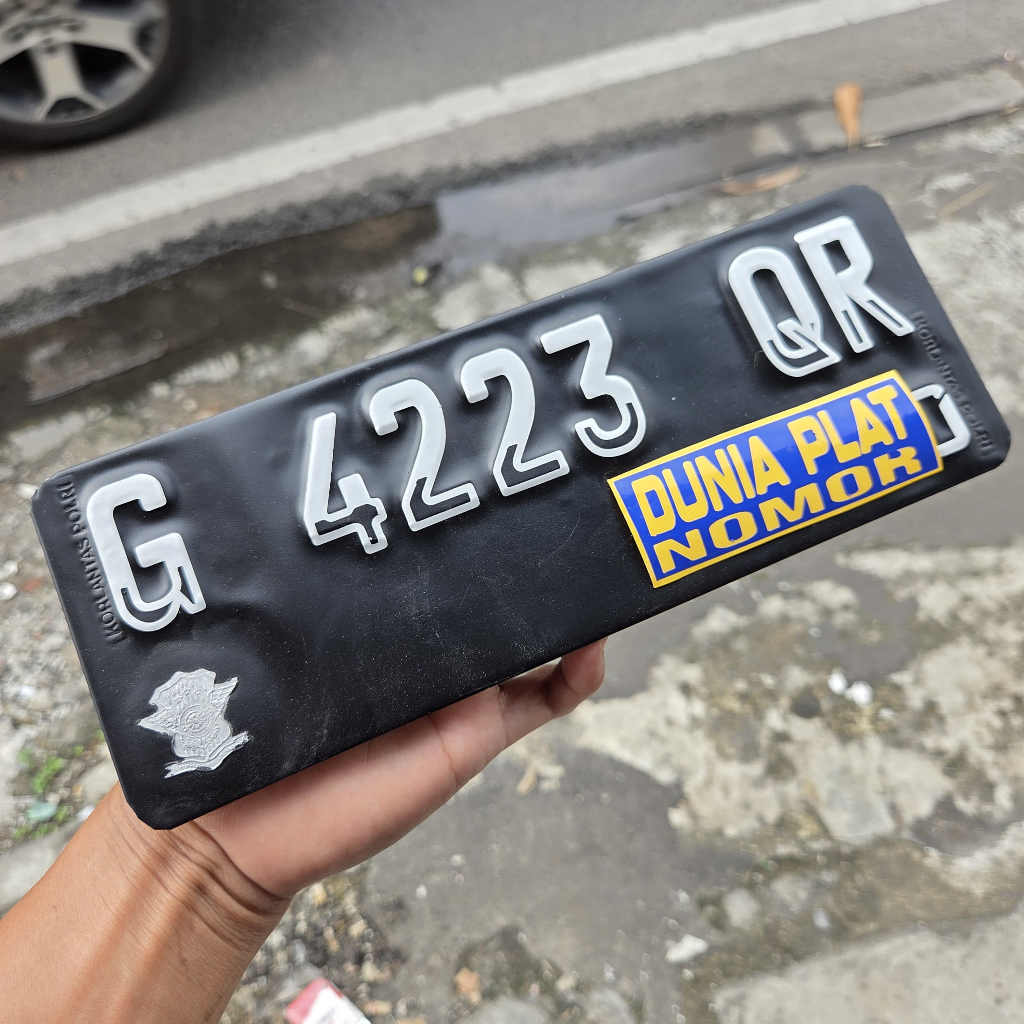 G 4223 QR
KORLANTAS POLRI
KORLANTAS POLRI
DUNIA PLAT
NOMOR